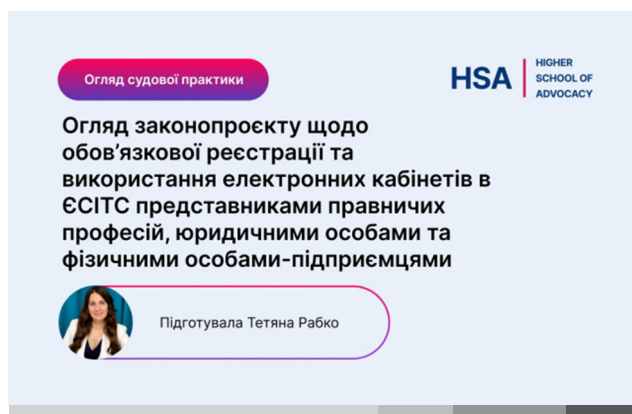 Огляд судової практики
HSA
HIGHER
SCHOOL OF
ADVOCACY
Огляд законопроєкту щодо
обов’язкової реєстрації та
використання електронних кабінетів в
ЄСІТС представниками правничих
професій, юридичними особами та
фізичними особами-підприємцями
Підготувала Тетяна Рабко